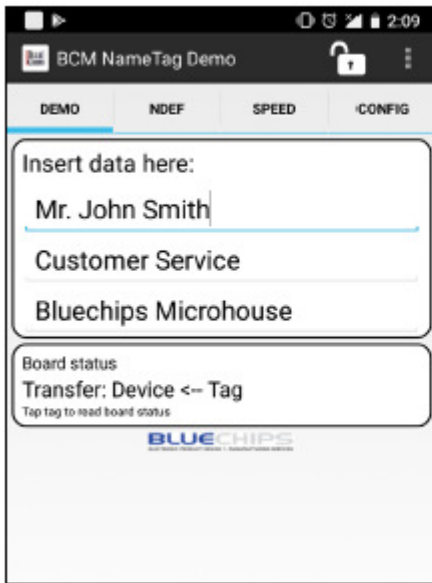 2:09
BCM NameTag Demo
DEMO NDEF SPEED CONFIG
Insert data here:
Mr. John Smith
Customer Service
Bluechips Microhouse
Board status
Transfer: Device <-- Tag
Tap tag to read board status
BLUECHIPS